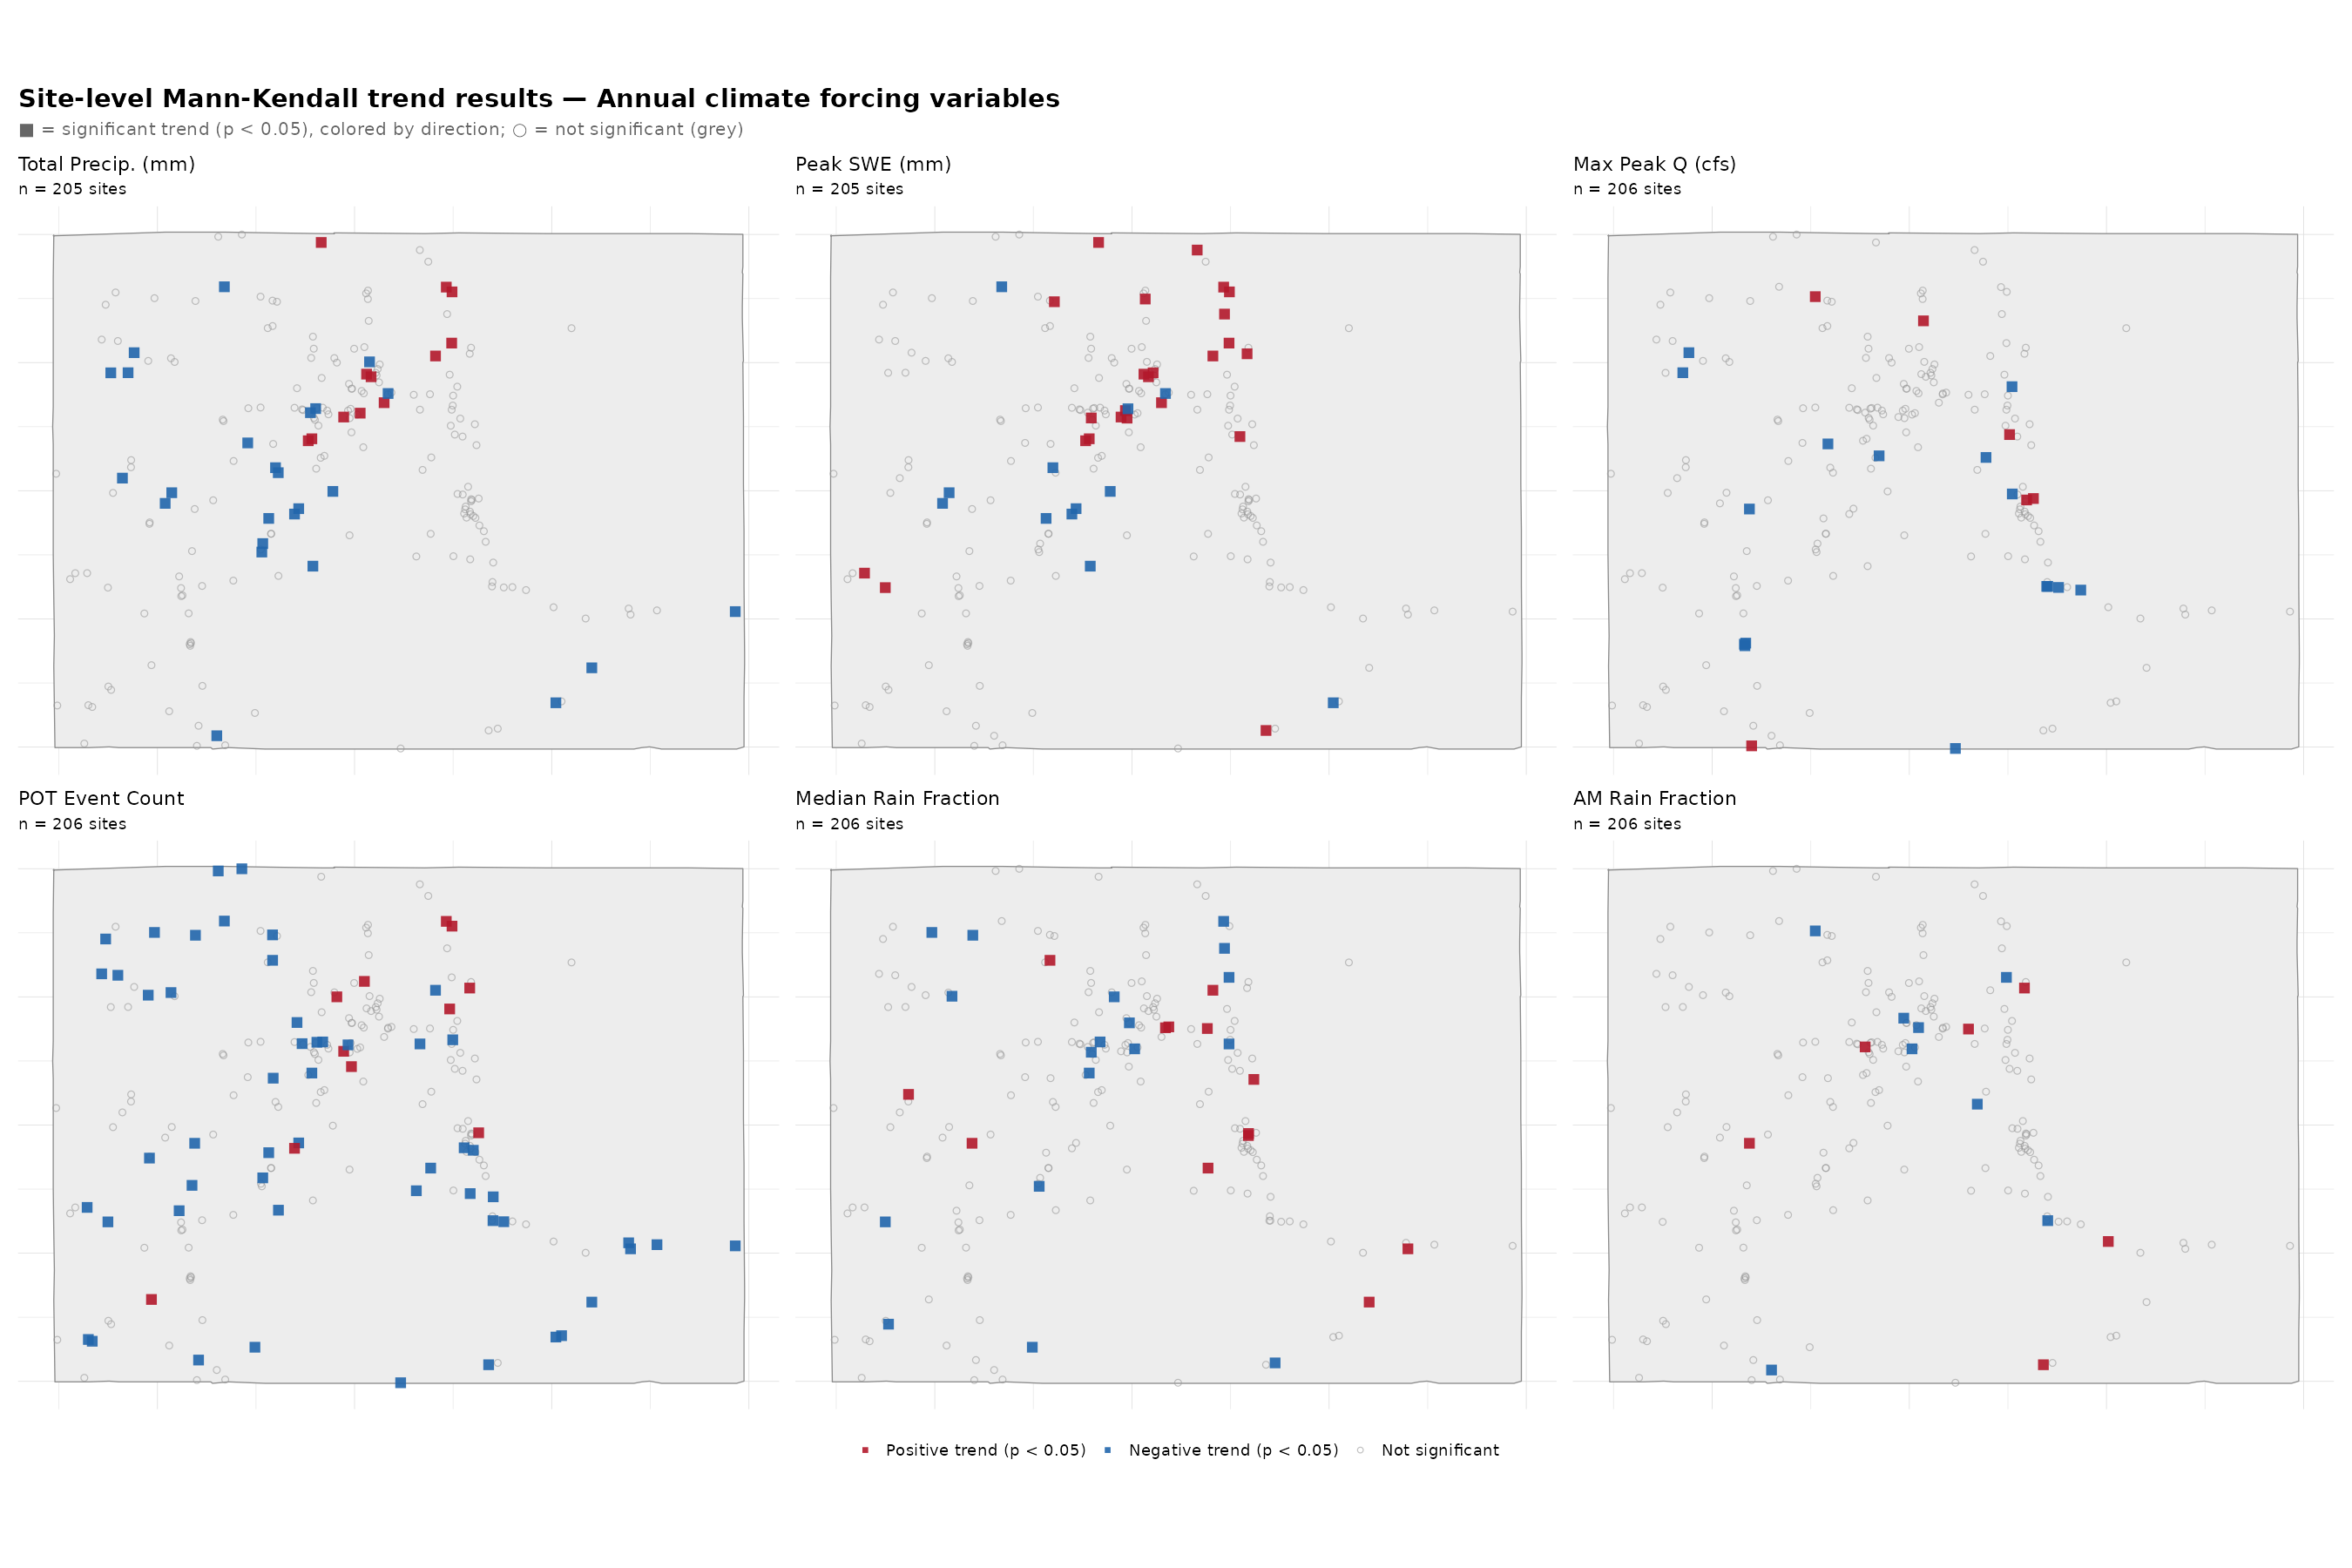 Site-level Mann-Kendall trend results — Annual climate forcing variables
■ = significant trend (p < 0.05), colored by direction; ○ = not significant (grey)
Total Precip. (mm)
n = 205 sites
Peak SWE (mm)
n = 205 sites
Max Peak Q (cfs)
n = 206 sites
POT Event Count
n = 206 sites
Median Rain Fraction
n = 206 sites
AM Rain Fraction
n = 206 sites
Positive trend (p < 0.05)
Negative trend (p < 0.05)
Not significant